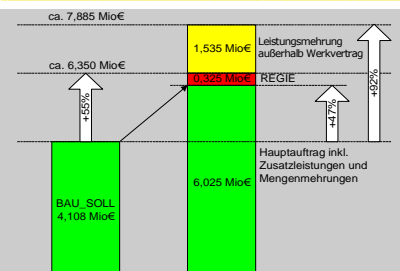 ca. 7,885 Mio€
1,535 Mio€
Leistungsmehrung
außerhalb Werkvertrag
ca. 6,350 Mio€
0,325 Mio€
REGIE
+55%
+47%
+92%
Hauptauftrag inkl.
Zusatzleistungen und
Mengenmehrungen
6,025 Mio€
BAU_SOLL
4,108 Mio€